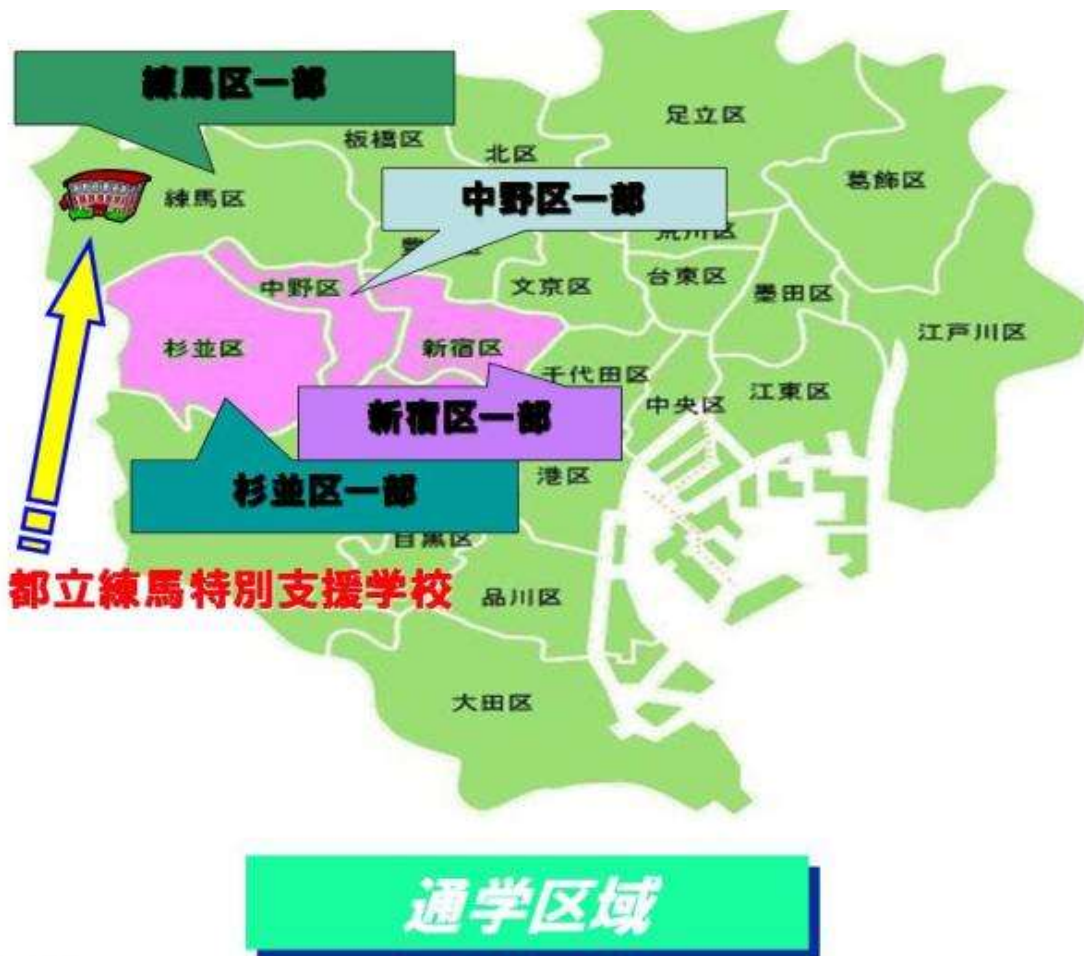 練馬区一部
足立区
板橋区
北区
葛飾区
練馬区
中野区一部
荒川区
台東区
文京区
墨田区
中野区
江戸川区
杉並区
新宿区
千代田区
江東区
中央区
新宿区一部
港区
杉並区一部
目黒区
都立練馬特別支援学校
品川区
大田区
通学区域